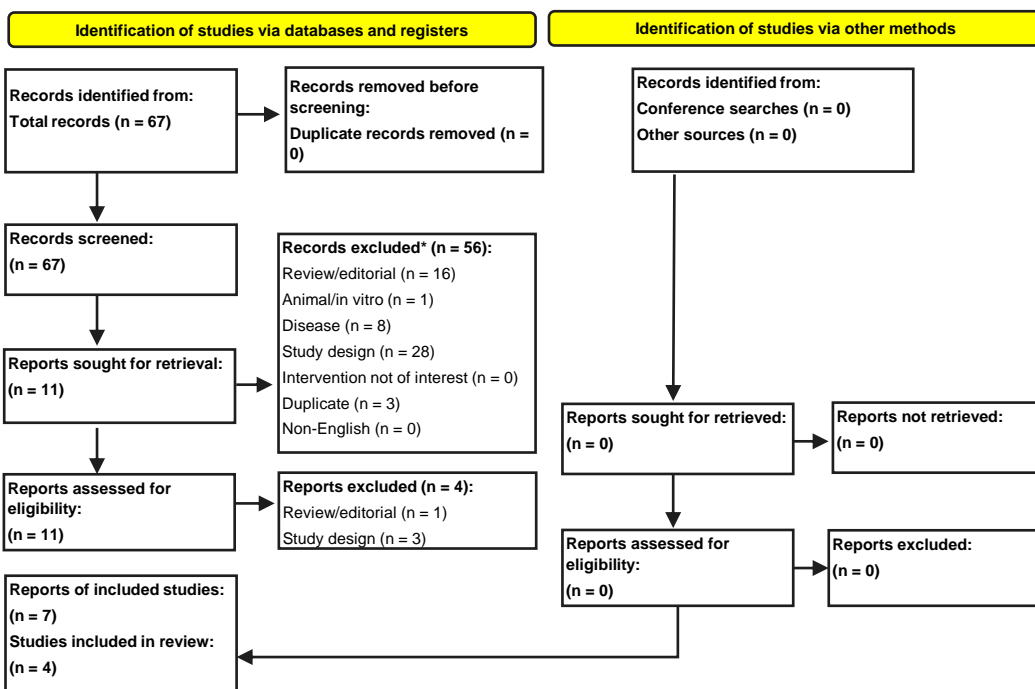 Identification of studies via databases and registers
Identification of studies via other methods
Records identified from:
Total records (n = 67)
Records removed before
screening:
Duplicate records removed (n =
0)
Records identified from:
Conference searches (n = 0)
Other sources (n = 0)
Records screened:
(n = 67)
Records excluded* (n = 56):
Review/editorial (n = 16)
Animal/in vitro (n = 1)
Disease (n = 8)
Study design (n = 28)
Intervention not of interest (n = 0)
Duplicate (n = 3)
Non-English (n = 0)
Reports sought for retrieval:
(n = 11)
Reports sought for retrieved:
(n = 0)
Reports not retrieved:
(n = 0)
Reports assessed for
eligibility:
(n = 11)
Reports excluded (n = 4):
Review/editorial (n = 1)
Study design (n = 3)
Reports assessed for
eligibility:
(n = 0)
Reports excluded:
(n = 0)
Reports of included studies:
(n = 7)
Studies included in review:
(n = 4)